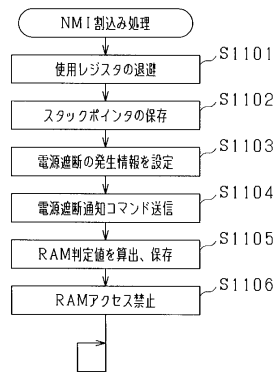 NMI割込み処理
S1101
使用レジスタの退避
S1102
スタックポインタの保存
S1103
電源遮断の発生情報を設定
S1104
電源遮断通知コマンド送信
S1105
RAM判定値を算出、保存
S1106
RAMアクセス禁止